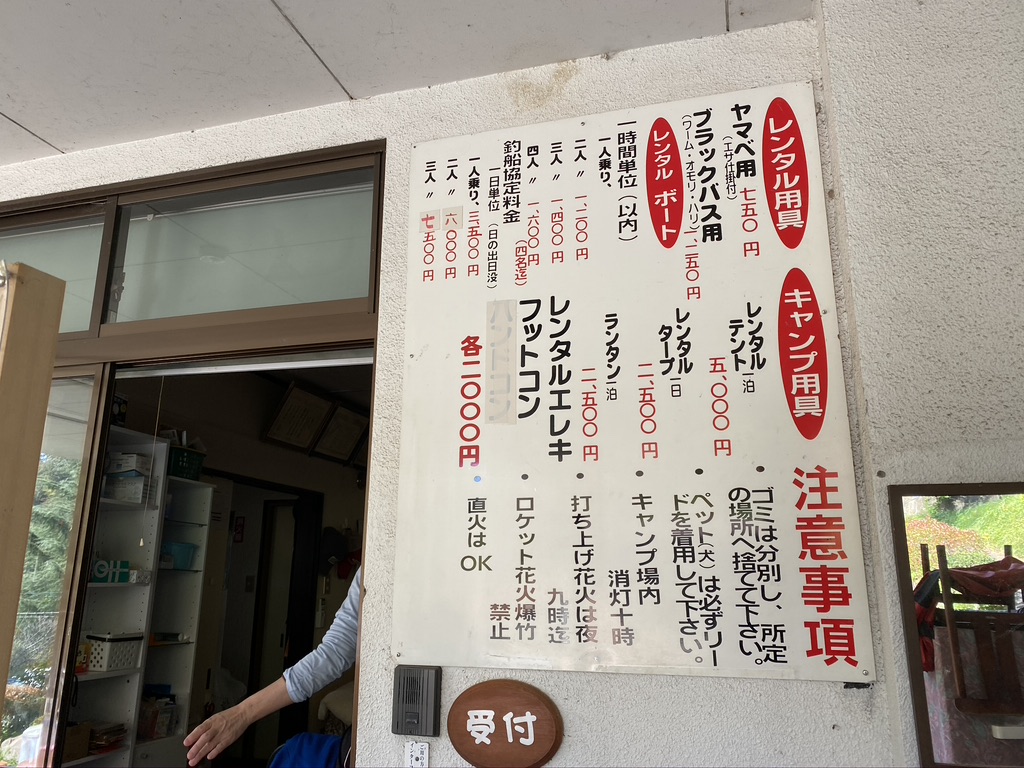 レンタル用具
ヤマベ用
(エサ仕掛付)
七五〇円
ブラックバス用
(ワーム・オモリ・ハリ)
一、二五〇円
レンタル ボート
一時間単位(以内)
一人乗り、
二人 〃 一、二〇〇円
三人 〃 一、四〇〇円
四人 〃 一、六〇〇円
釣船協定料金(四名迄)
一日単位(日の出日没)
一人乗り、三、五〇〇円
二人 〃 六〇〇〇円
三人 〃 七五〇〇円
キャンプ用具
レンタル
テント一泊
五、〇〇〇円
レンタル
タープ一日
二、五〇〇円
ランタン一泊
二、五〇〇円
レンタルエレキ
フットコン
ハンドコン
各二〇〇〇円
注意事項
・ゴミは分別し、所定
の場所へ捨て下さい。
・ペット(犬)は必ずリー
ドを着用して下さい。
・キャンプ場内
消灯十時
・打ち上げ花火は夜
九時迄
・ロケット花火爆竹
禁止
・直火はOK
受付